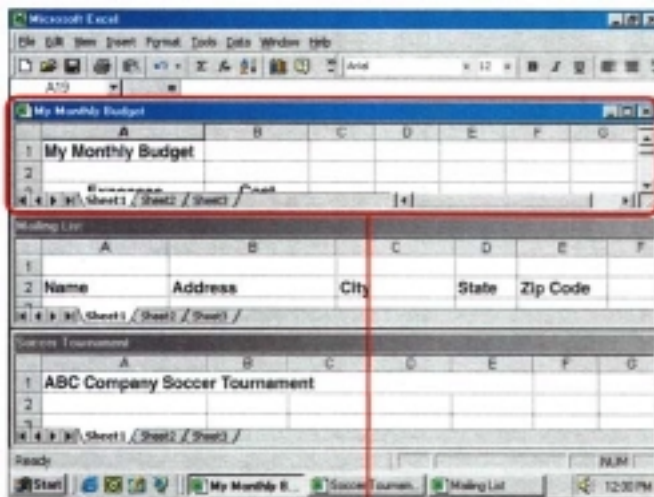 Microsoft Excel
File Edit View Insert Format Tools Data Window Help
Arial 12 B I U
A19 =
My Monthly Budget
A B C D E F G
1 My Monthly Budget
2
Expenses Cost
Sheet1 Sheet2 Sheet3
Mailing List
A B C D E F
1
2 Name Address City State Zip Code
Sheet1 Sheet2 Sheet3
Soccer Tournament
A B C D E F G
1 ABC Company Soccer Tournament
2
Sheet1 Sheet2 Sheet3
Ready NUM
Start My Monthly B... Soccer Tournam... Mailing List 12:00 PM